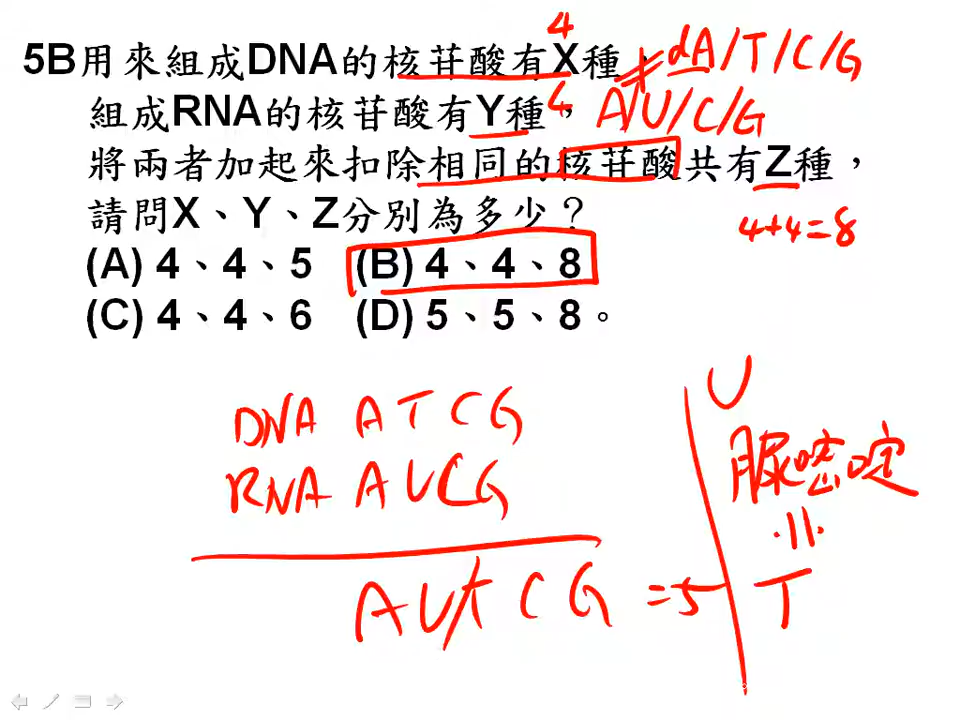 5B用來組成DNA的核苷酸有X種，
4
dA/T/C/G
組成RNA的核苷酸有Y種，
4
A/U/C/G
將兩者加起來扣除相同的核苷酸共有Z種，
請問X、Y、Z分別為多少？
4+4=8
(A) 4、4、5 (B) 4、4、8
(C) 4、4、6 (D) 5、5、8。
DNA A T C G
RNA A U C G
A U/T C G = 5
U
腺嘧啶
T